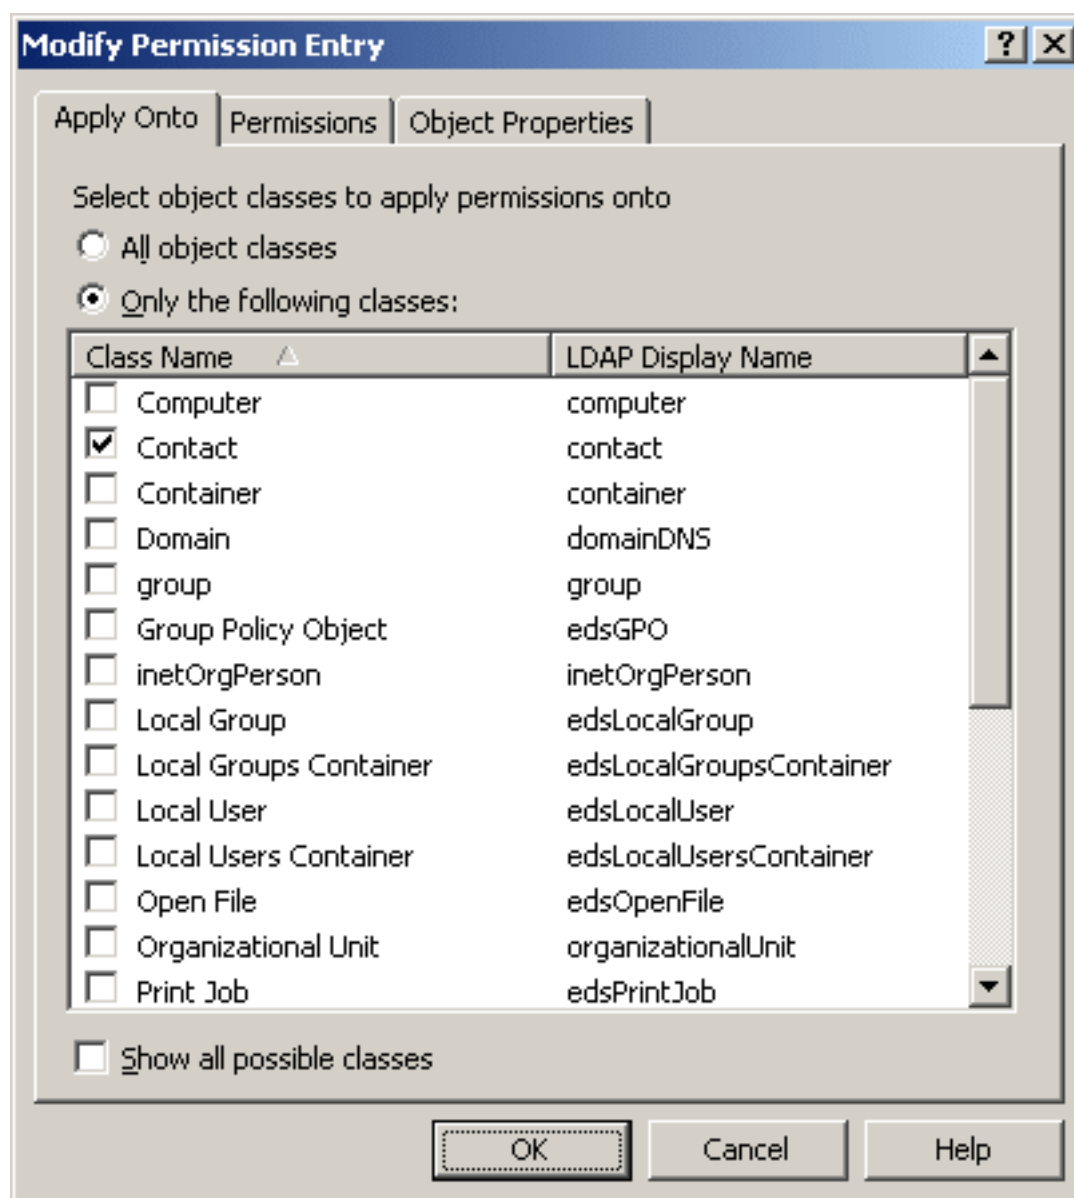 Modify Permission Entry
Apply Onto Permissions Object Properties
Select object classes to apply permissions onto
All object classes
Only the following classes:
Class Name LDAP Display Name
Computer computer
Contact contact
Container container
Domain domainDNS
group group
Group Policy Object edsGPO
inetOrgPerson inetOrgPerson
Local Group edsLocalGroup
Local Groups Container edsLocalGroupsContainer
Local User edsLocalUser
Local Users Container edsLocalUsersContainer
Open File edsOpenFile
Organizational Unit organizationalUnit
Print Job edsPrintJob
Show all possible classes
OK Cancel Help